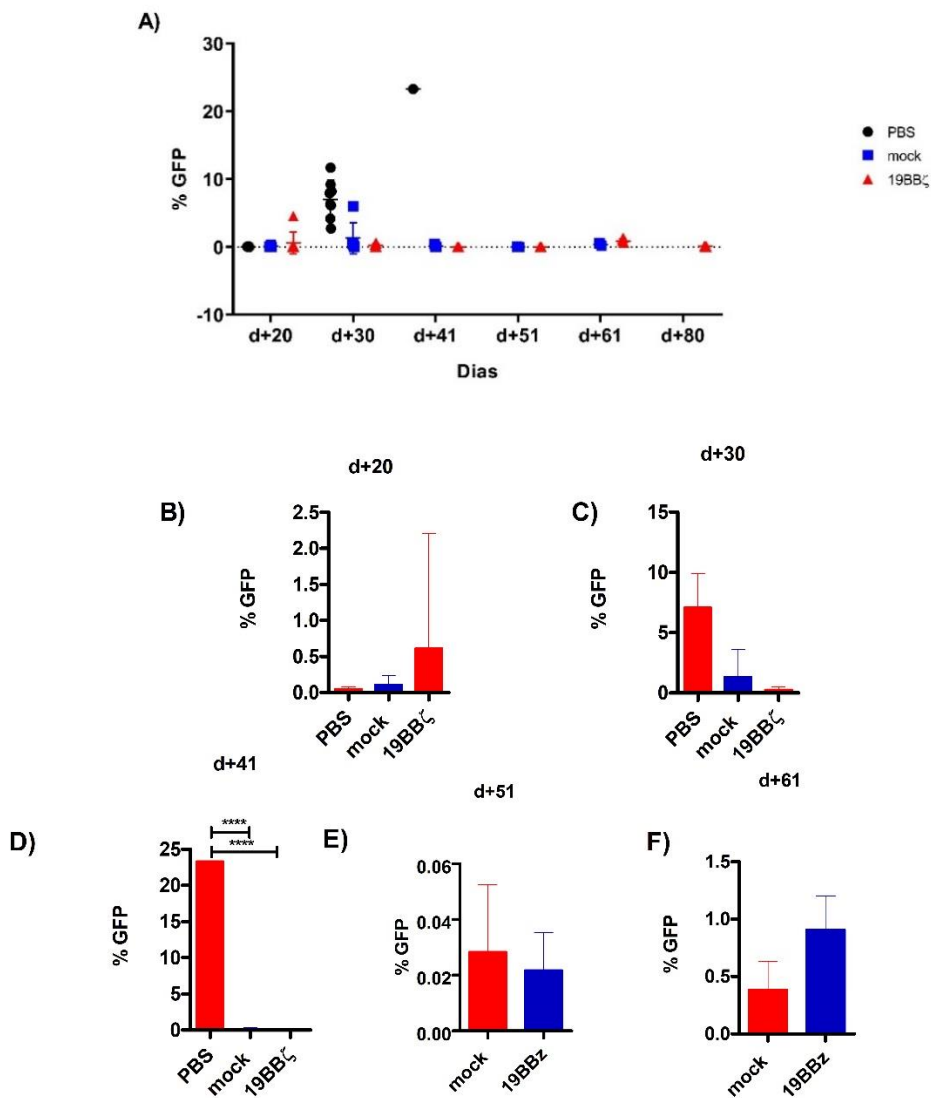 A)
30
20
10
0
-10
% GFP
d+20 d+30 d+41 d+51 d+61 d+80
Dias
PBS
mock
19BBζ
d+20
B)
2.5
2.0
1.5
1.0
0.5
0.0
% GFP
PBS mock 19BBζ
d+30
C)
15
10
5
0
% GFP
PBS mock 19BBζ
d+41
D)
****
****
25
20
15
10
5
0
% GFP
PBS mock 19BBζ
d+51
E)
0.06
0.04
0.02
0.00
% GFP
mock 19BBz
d+61
F)
1.5
1.0
0.5
0.0
% GFP
mock 19BBz